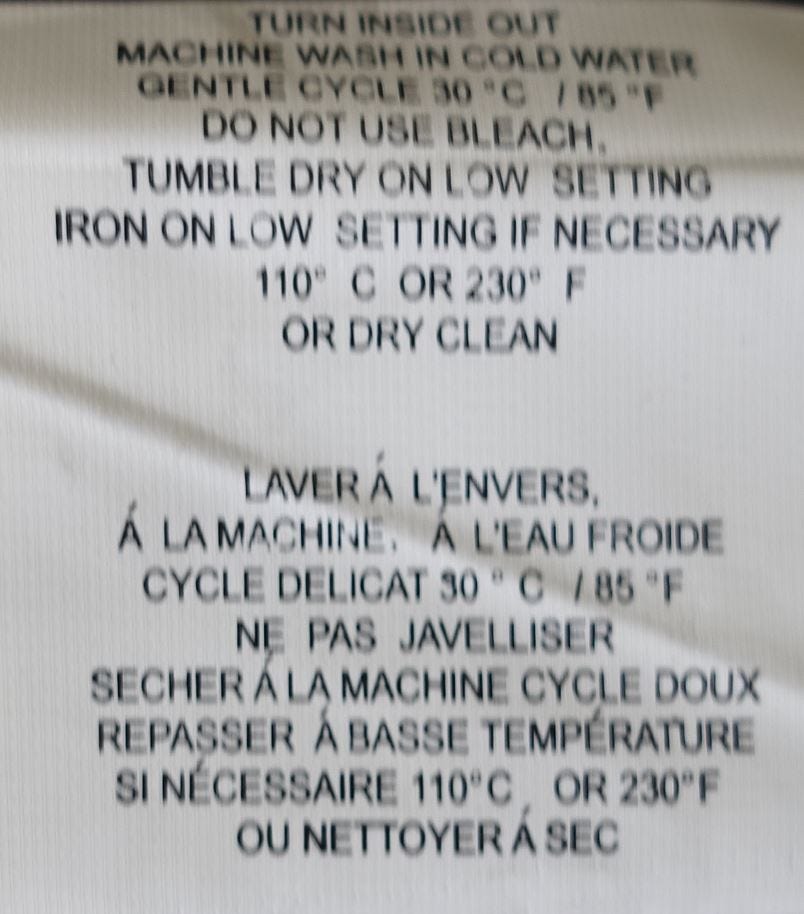 TURN INSIDE OUT
MACHINE WASH IN COLD WATER
GENTLE CYCLE 30 °C / 85 °F
DO NOT USE BLEACH.
TUMBLE DRY ON LOW SETTING
IRON ON LOW SETTING IF NECESSARY
110° C OR 230° F
OR DRY CLEAN
LAVER Á L'ENVERS,
Á LA MACHINE, Á L'EAU FROIDE
CYCLE DELICAT 30 ° C / 85 °F
NE PAS JAVELLISER
SECHER Á LA MACHINE CYCLE DOUX
REPASSER Á BASSE TEMPÉRATURE
SI NÉCESSAIRE 110°C OR 230°F
OU NETTOYER Á SEC